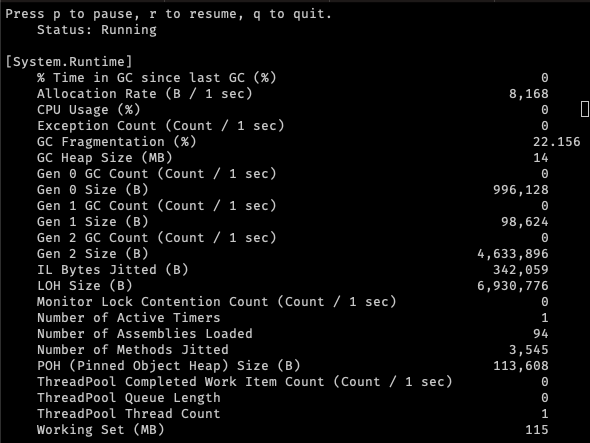 Press p to pause, r to resume, q to quit.
Status: Running
[System.Runtime]
% Time in GC since last GC (%) 0
Allocation Rate (B / 1 sec) 8,168
CPU Usage (%) 0
Exception Count (Count / 1 sec) 0
GC Fragmentation (%) 22.156
GC Heap Size (MB) 14
Gen 0 GC Count (Count / 1 sec) 0
Gen 0 Size (B) 996,128
Gen 1 GC Count (Count / 1 sec) 0
Gen 1 Size (B) 98,624
Gen 2 GC Count (Count / 1 sec) 0
Gen 2 Size (B) 4,633,896
IL Bytes Jitted (B) 342,059
LOH Size (B) 6,930,776
Monitor Lock Contention Count (Count / 1 sec) 0
Number of Active Timers 1
Number of Assemblies Loaded 94
Number of Methods Jitted 3,545
POH (Pinned Object Heap) Size (B) 113,608
ThreadPool Completed Work Item Count (Count / 1 sec) 0
ThreadPool Queue Length 0
ThreadPool Thread Count 1
Working Set (MB) 115